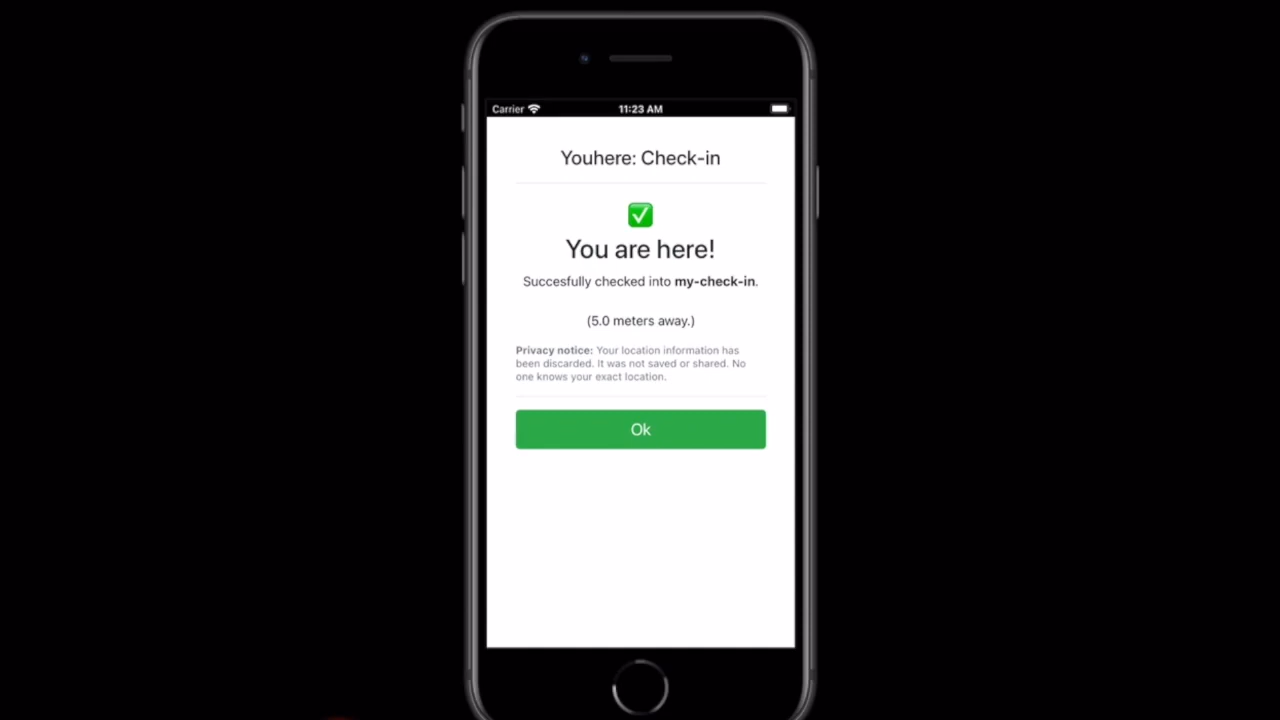 Carrier
11:23 AM
Youhere: Check-in
You are here!
Succesfully checked into my-check-in.
(5.0 meters away.)
Privacy notice: Your location information has
been discarded. It was not saved or shared. No
one knows your exact location.
Ok